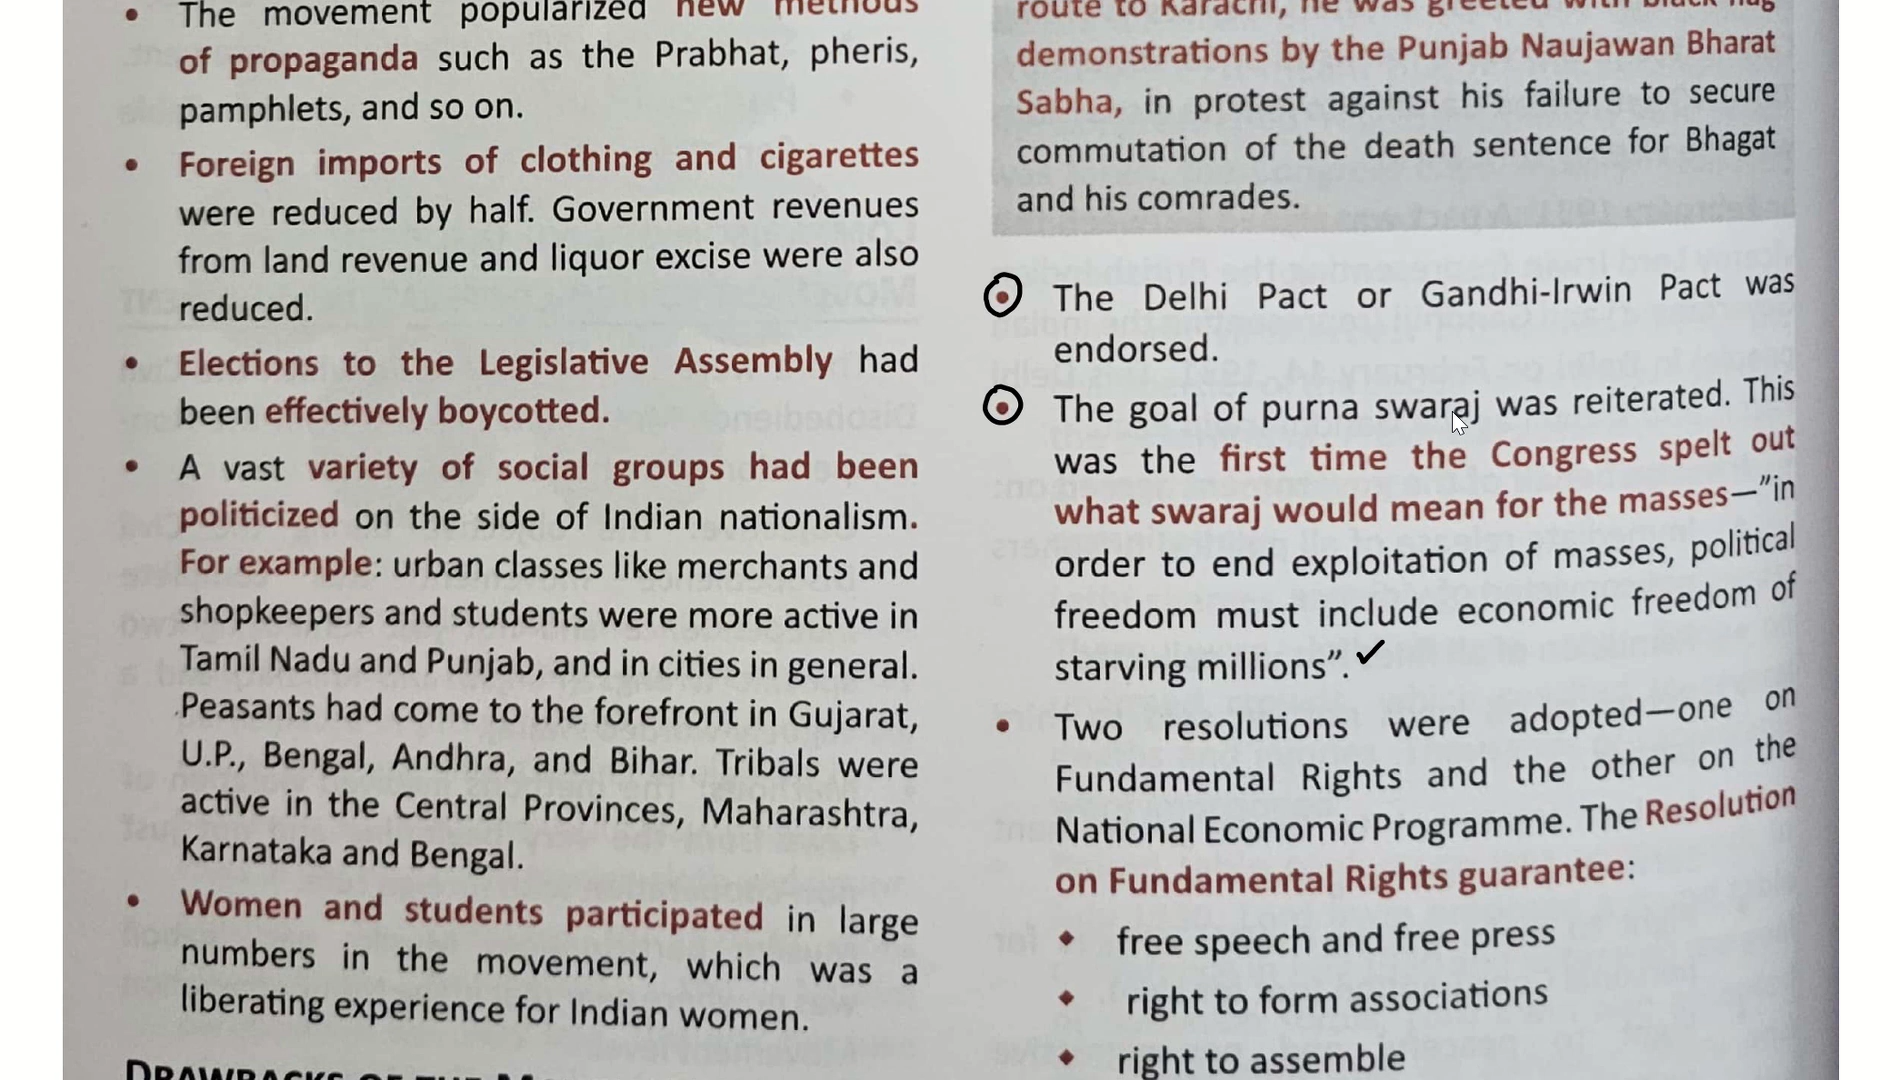 The movement popularized new methods
of propaganda such as the Prabhat, pheris,
pamphlets, and so on.
Foreign imports of clothing and cigarettes
were reduced by half. Government revenues
from land revenue and liquor excise were also
reduced.
Elections to the Legislative Assembly had
been effectively boycotted.
A vast variety of social groups had been
politicized on the side of Indian nationalism.
For example: urban classes like merchants and
shopkeepers and students were more active in
Tamil Nadu and Punjab, and in cities in general.
Peasants had come to the forefront in Gujarat,
U.P., Bengal, Andhra, and Bihar. Tribals were
active in the Central Provinces, Maharashtra,
Karnataka and Bengal.
Women and students participated in large
numbers in the movement, which was a
liberating experience for Indian women.
DRAWBACKS OF THE
route to Karachi, he was greeted with black flag
demonstrations by the Punjab Naujawan Bharat
Sabha, in protest against his failure to secure
commutation of the death sentence for Bhagat
and his comrades.
The Delhi Pact or Gandhi-Irwin Pact was
endorsed.
The goal of purna swaraj was reiterated. This
was the first time the Congress spelt out
what swaraj would mean for the masses—"in
order to end exploitation of masses, political
freedom must include economic freedom of
starving millions". ✓
Two resolutions were adopted—one on
Fundamental Rights and the other on the
National Economic Programme. The Resolution
on Fundamental Rights guarantee:
free speech and free press
right to form associations
right to assemble